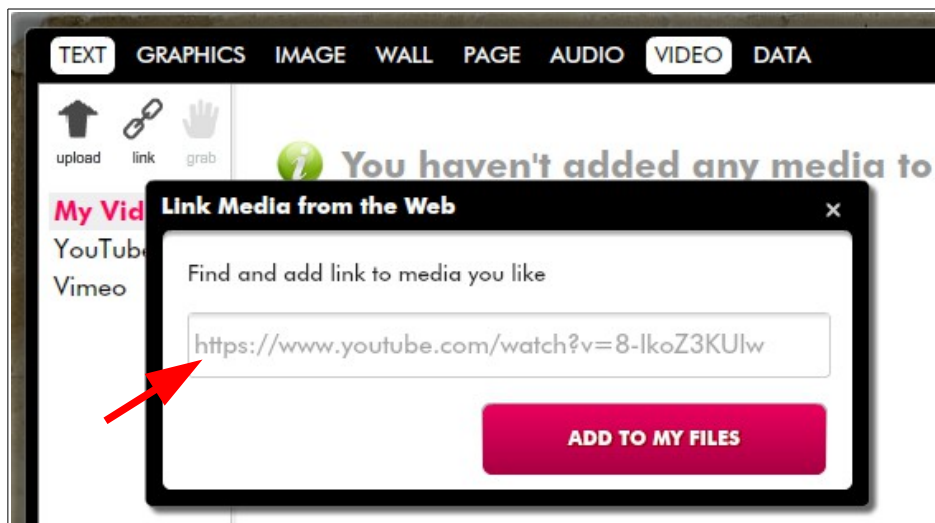 TEXT GRAPHICS IMAGE WALL PAGE AUDIO VIDEO DATA
upload link grab
You haven't added any media to
My Vid
YouTube
Vimeo
Link Media from the Web
×
Find and add link to media you like
https://www.youtube.com/watch?v=8-IkoZ3KUIw
ADD TO MY FILES